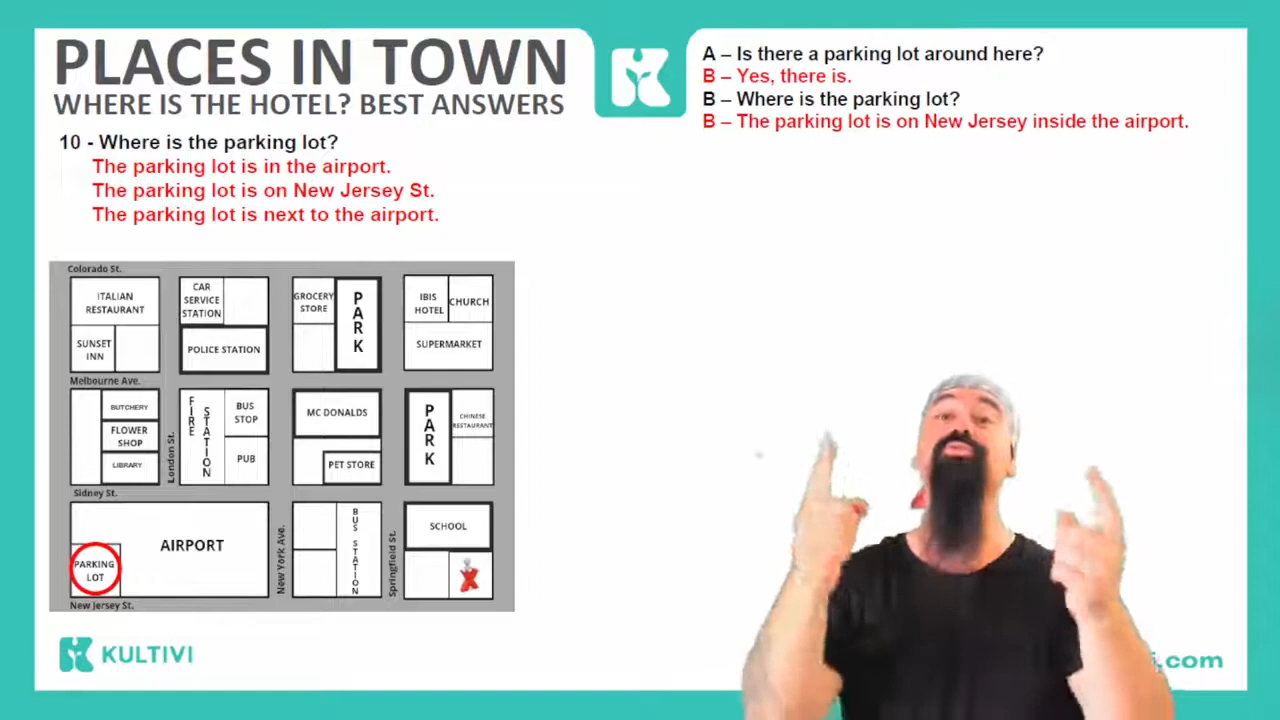 PLACES IN TOWN
WHERE IS THE HOTEL? BEST ANSWERS
10 - Where is the parking lot?
The parking lot is in the airport.
The parking lot is on New Jersey St.
The parking lot is next to the airport.
A – Is there a parking lot around here?
B – Yes, there is.
B – Where is the parking lot?
B – The parking lot is on New Jersey inside the airport.
Colorado St.
ITALIAN
RESTAURANT
SUNSET
INN
CAR
SERVICE
STATION
POLICE STATION
GROCERY
STORE
PARK
IBIS
HOTEL
CHURCH
SUPERMARKET
Melbourne Ave.
BUTCHERY
FLOWER
SHOP
LIBRARY
London St.
FIRE
STATION
BUS
STOP
PUB
MC DONALDS
PET STORE
PARK
CHINESE
RESTAURANT
Sidney St.
AIRPORT
PARKING
LOT
New York Ave.
BUS STATION
Springfield St.
SCHOOL
X
New Jersey St.
KULTIVI
i.com